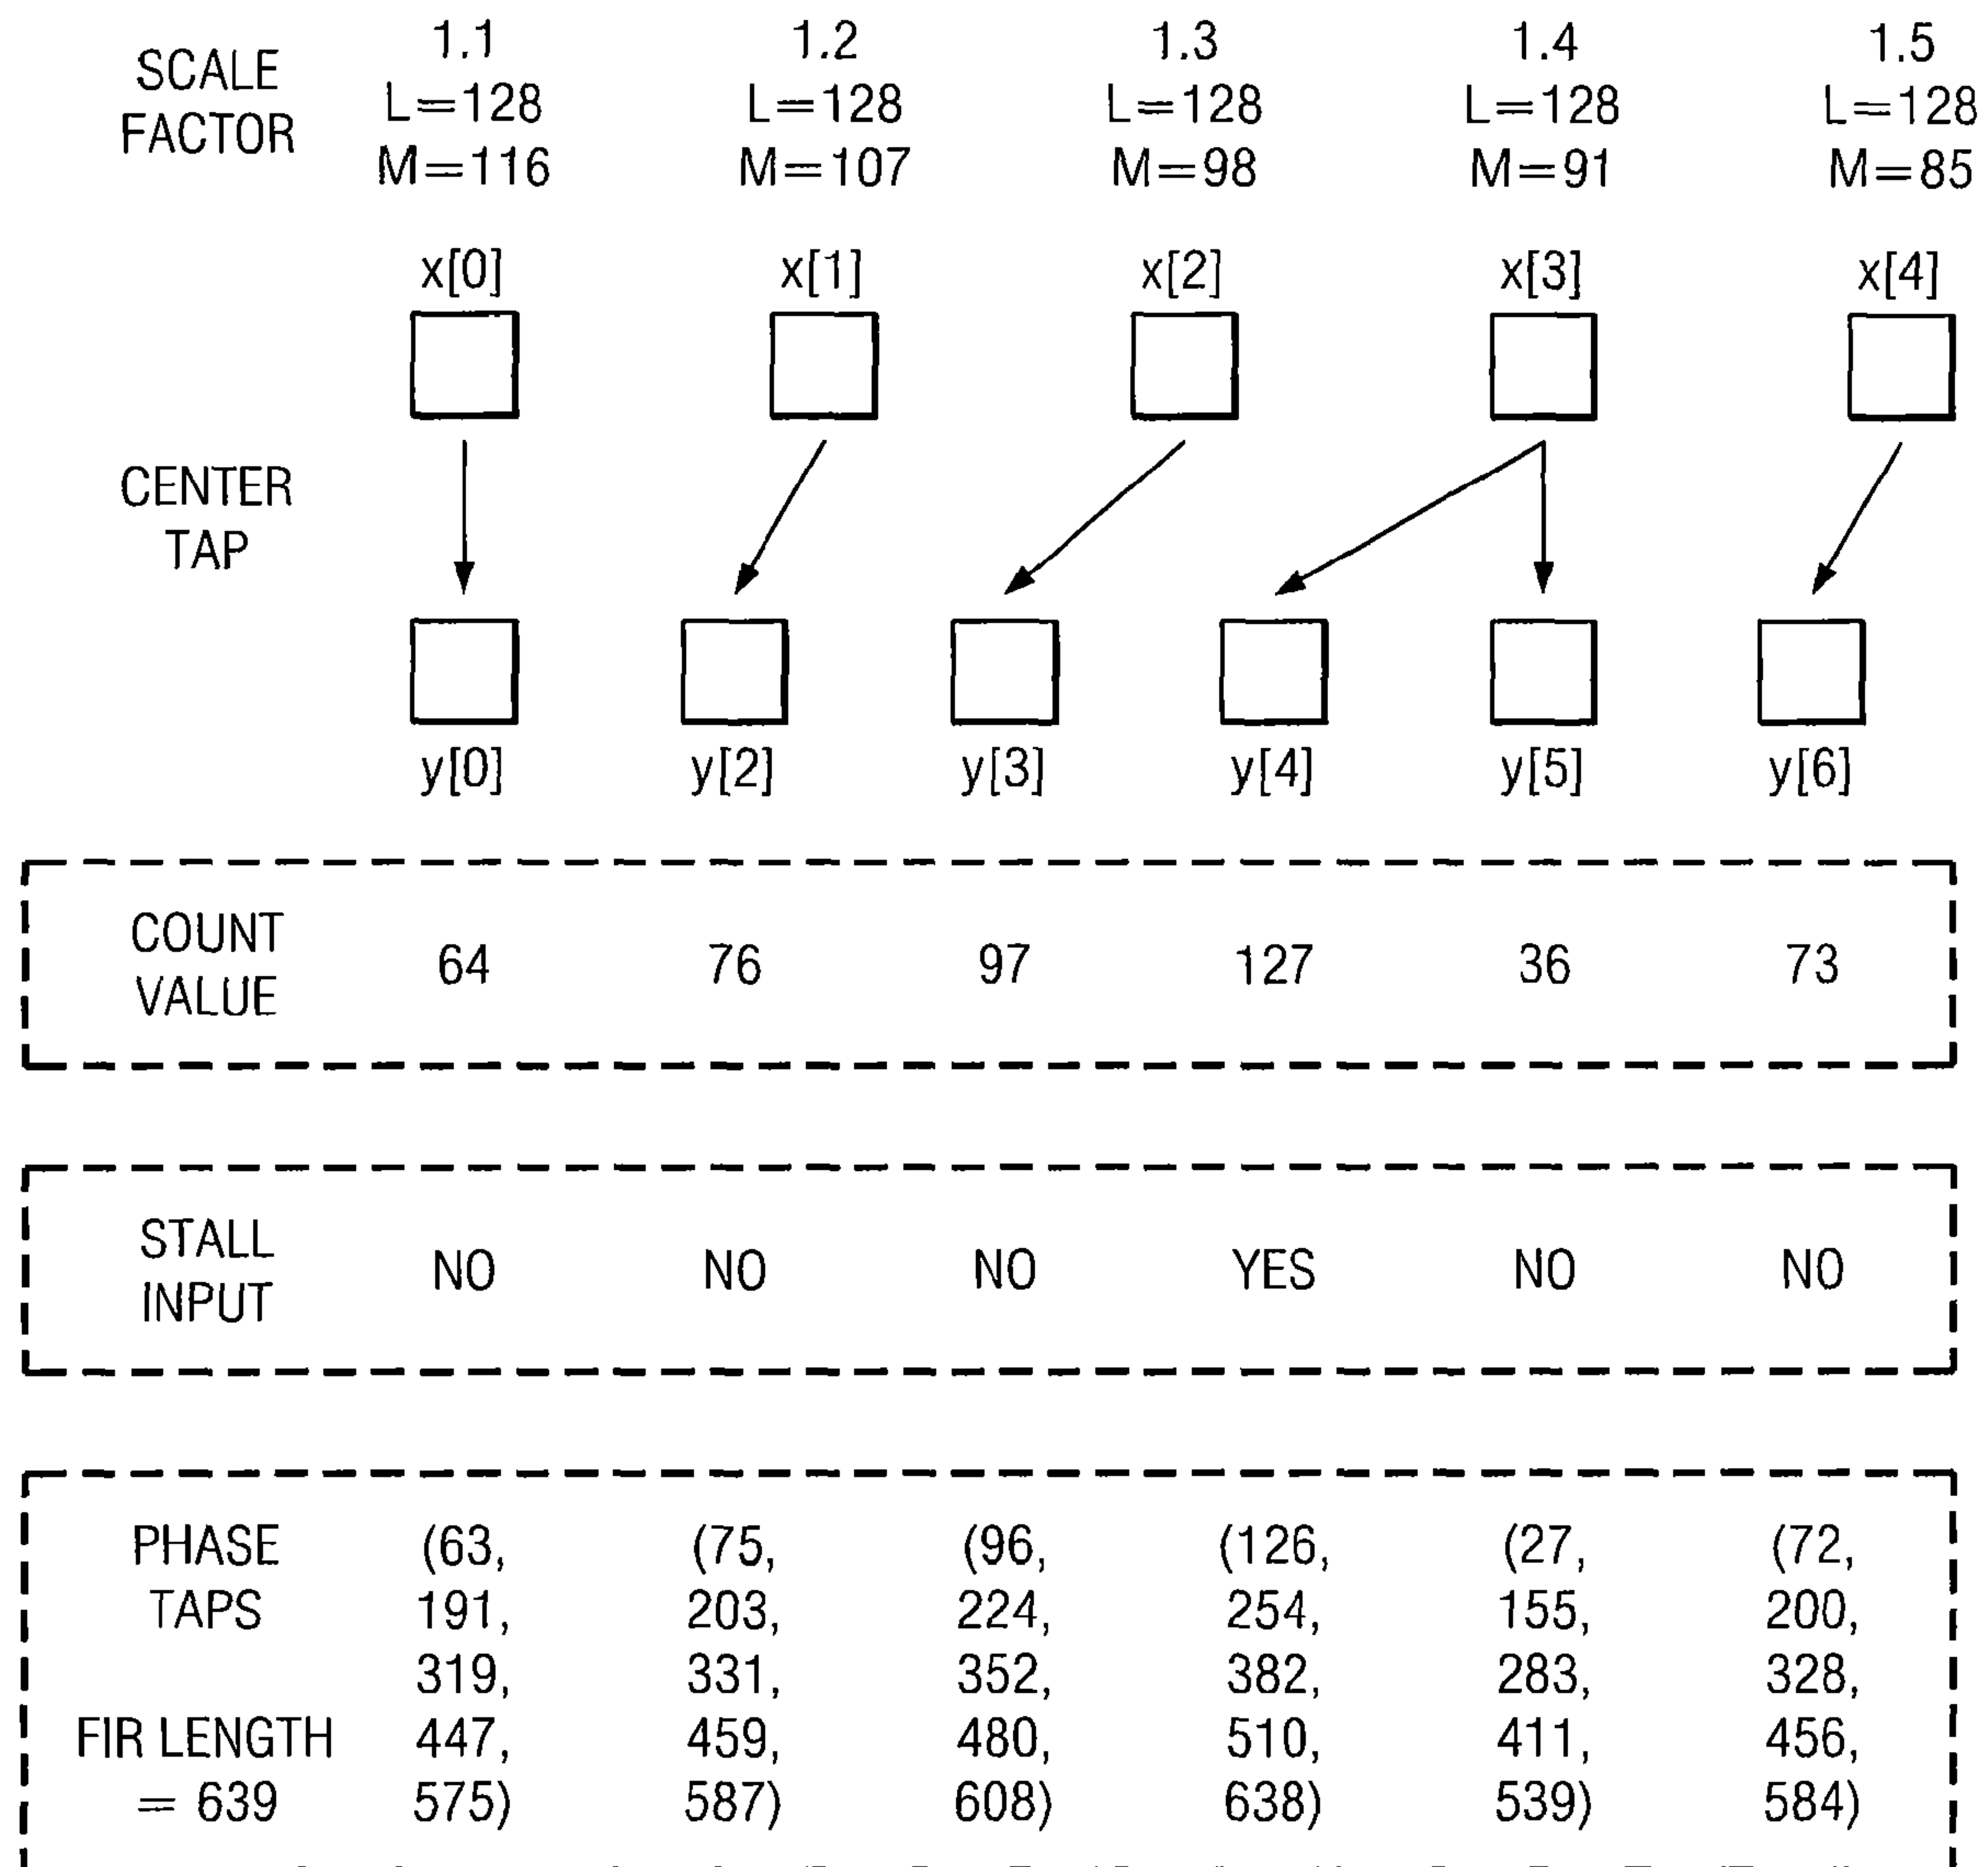 SCALE FACTOR 1.1 1.2 1.3 1.4 1.5
L=128 L=128 L=128 L=128 L=128
M=116 M=107 M=98 M=91 M=85
x[0] x[1] x[2] x[3] x[4]
CENTER
TAP
y[0] y[2] y[3] y[4] y[5] y[6]
COUNT
VALUE 64 76 97 127 36 73
STALL
INPUT NO NO NO YES NO NO
PHASE (63, (75, (96, (126, (27, (72,
TAPS 191, 203, 224, 254, 155, 200,
319, 331, 352, 382, 283, 328,
FIR LENGTH 447, 459, 480, 510, 411, 456,
= 639 575) 587) 608) 638) 539) 584)